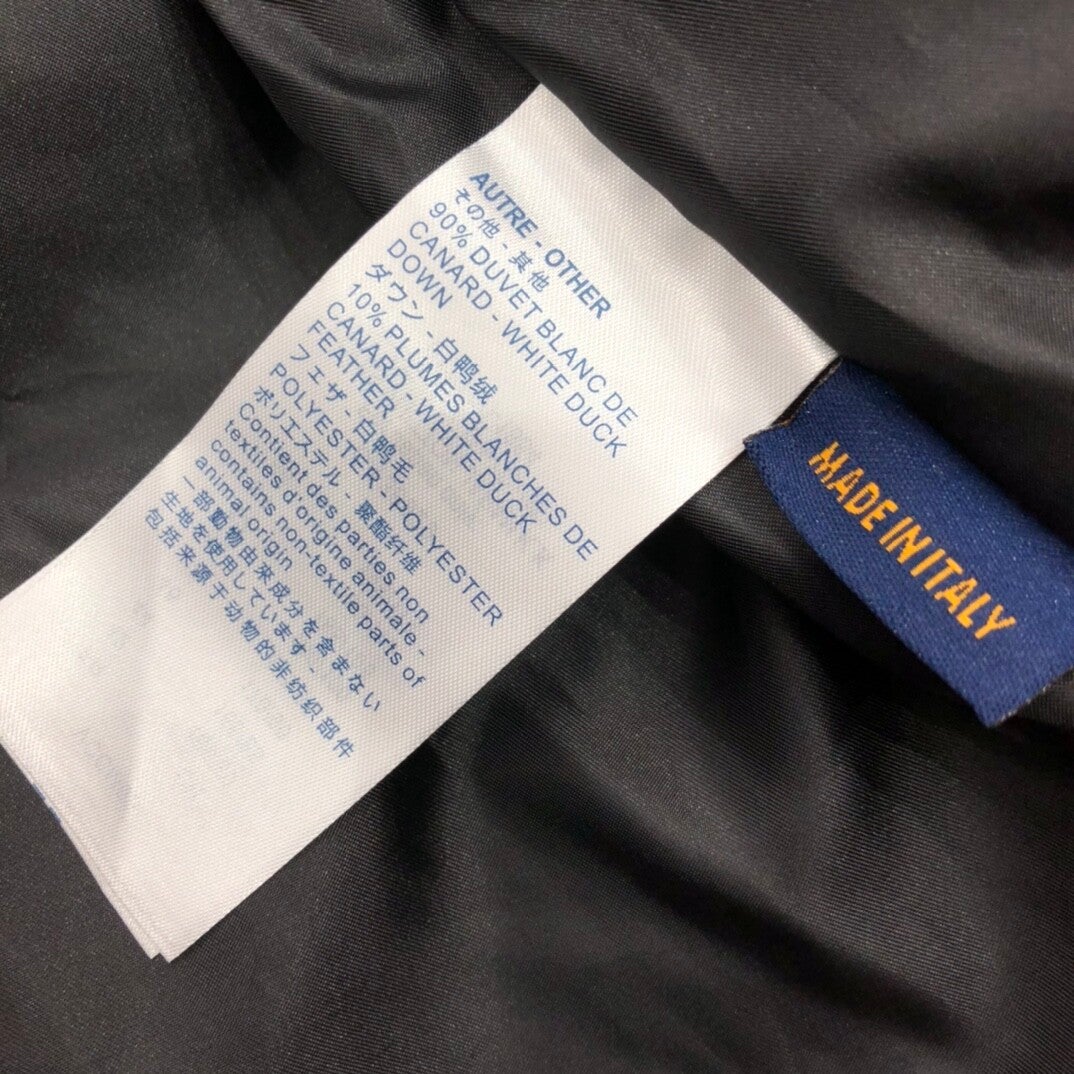 AUTRE - OTHER
その他 - 其他
90% DUVET BLANC DE
CANARD - WHITE DUCK
DOWN
ダウン - 白鸭绒
10% PLUMES BLANCHES DE
CANARD - WHITE DUCK
FEATHER
フェザ - 白鸭毛
POLYESTER - POLYESTER
ポリエステル - 聚酯纤维
Contient des parties non
textiles d'origine animale -
contains non-textile parts of
animal origin
一部動物由来成分を含まない
生地を使用しています -
包括来源于动物的非纺织部件
MADE IN ITALY